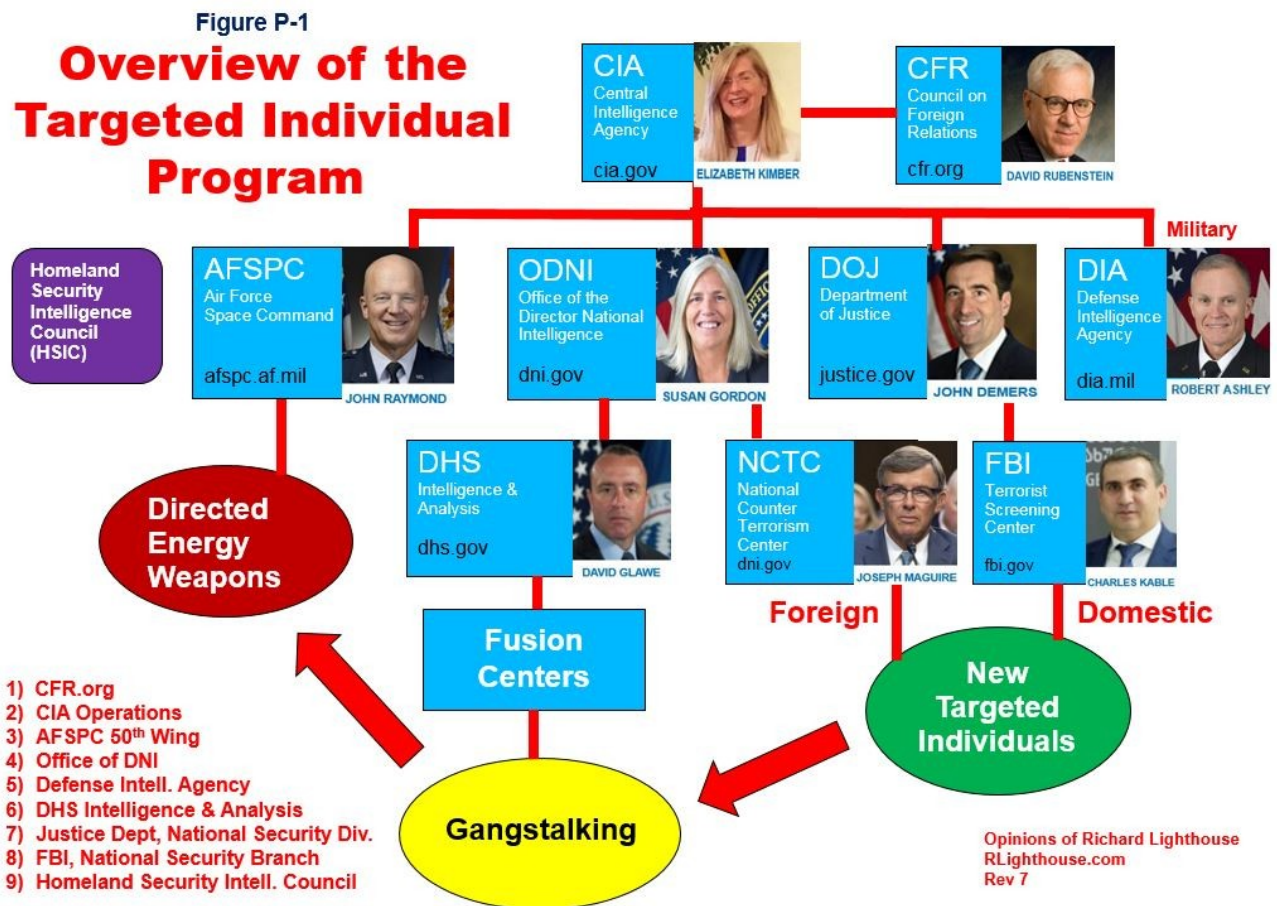 Figure P-1
Overview of the
Targeted Individual
Program
CIA
Central
Intelligence
Agency
cia.gov
ELIZABETH KIMBER
CFR
Council on
Foreign
Relations
cfr.org
DAVID RUBENSTEIN
Military
Homeland
Security
Intelligence
Council
(HSIC)
AFSPC
Air Force
Space Command
afspc.af.mil
JOHN RAYMOND
ODNI
Office of the
Director National
Intelligence
dni.gov
SUSAN GORDON
DOJ
Department
of Justice
justice.gov
JOHN DEMERS
DIA
Defense
Intelligence
Agency
dia.mil
ROBERT ASHLEY
DHS
Intelligence &
Analysis
dhs.gov
DAVID GLAWE
NCTC
National
Counter
Terrorism
Center
dni.gov
JOSEPH MAGUIRE
FBI
Terrorist
Screening
Center
fbi.gov
CHARLES KABLE
Directed
Energy
Weapons
Foreign
Domestic
Fusion
Centers
New
Targeted
Individuals
Gangstalking
1) CFR.org
2) CIA Operations
3) AFSPC 50th Wing
4) Office of DNI
5) Defense Intell. Agency
6) DHS Intelligence & Analysis
7) Justice Dept, National Security Div.
8) FBI, National Security Branch
9) Homeland Security Intell. Council
Opinions of Richard Lighthouse
RLighthouse.com
Rev 7